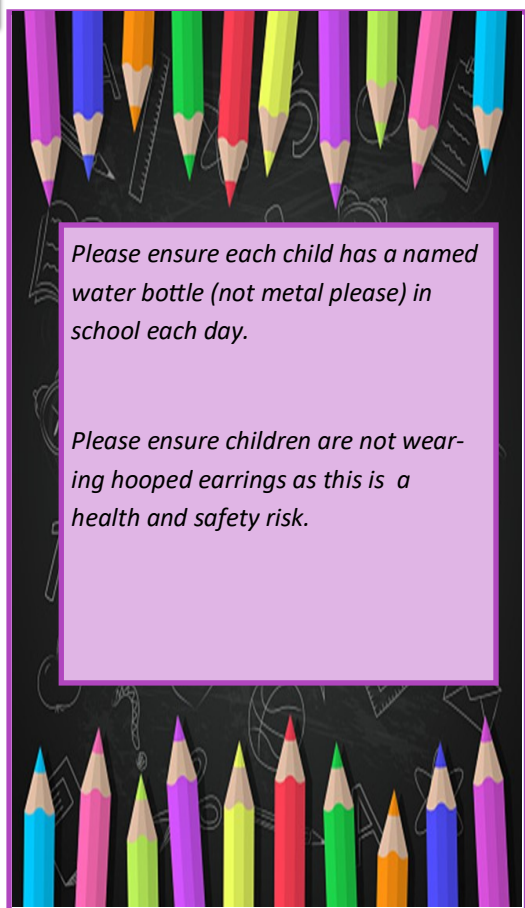 Please ensure each child has a named
water bottle (not metal please) in
school each day.
Please ensure children are not wear-
ing hooped earrings as this is  a
health and safety risk.